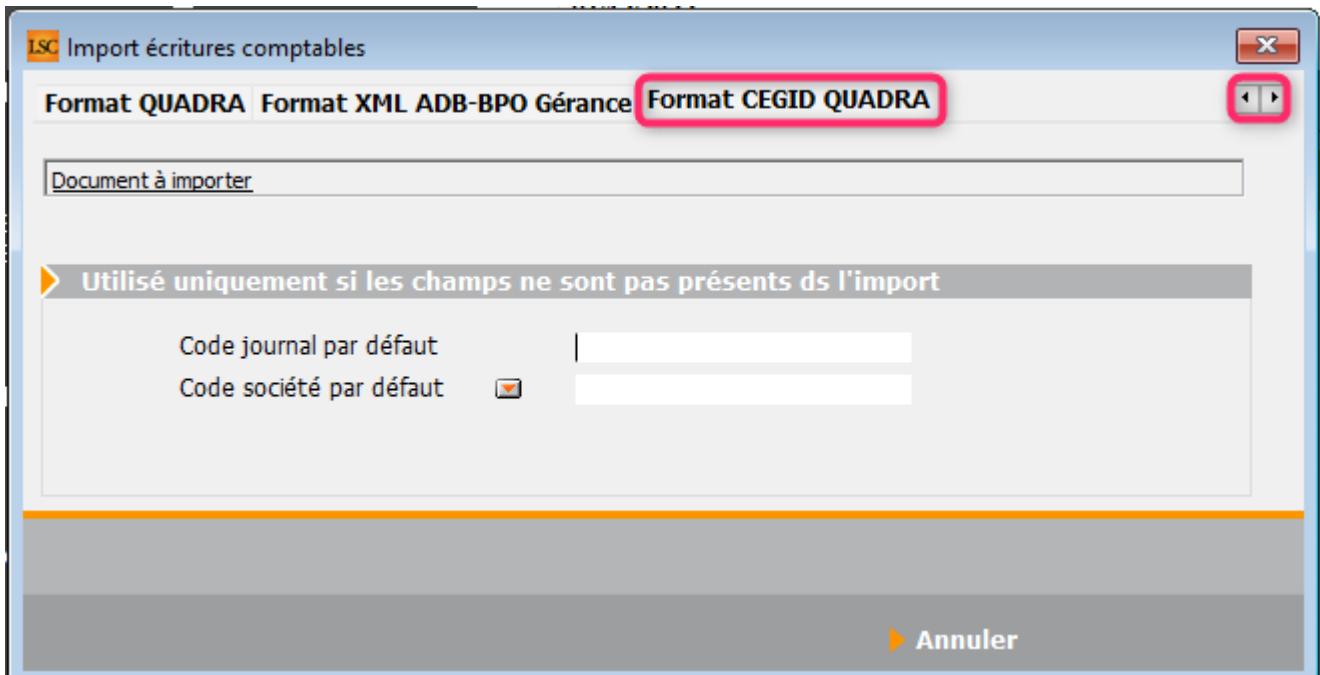 LSC Import écritures comptables
Format QUADRA Format XML ADB-BPO Gérance Format CEGID QUADRA
Document à importer
Utilisé uniquement si les champs ne sont pas présents ds l'import
Code journal par défaut
Code société par défaut
Annuler